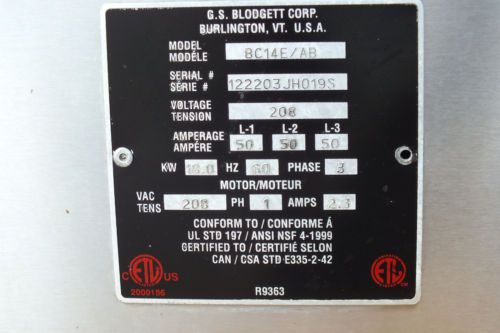 G.S. BLODGETT CORP.
BURLINGTON, VT. U.S.A.
MODEL
MODÈLE BC14E/AB
SERIAL #
SÉRIE # 122203JH019S
VOLTAGE
TENSION 208
L-1 L-2 L-3
AMPERAGE
AMPÈRE 50 50 50
KW 18.0 HZ 60 PHASE 3
MOTOR/MOTEUR
VAC
TENS 208 PH 1 AMPS 2.3
CONFORM TO / CONFORME Á
UL STD 197 / ANSI NSF 4-1999
CERTIFIED TO / CERTIFIÉ SELON
CAN / CSA STD E335-2-42
C ETL US
2000186
ETL
R9363